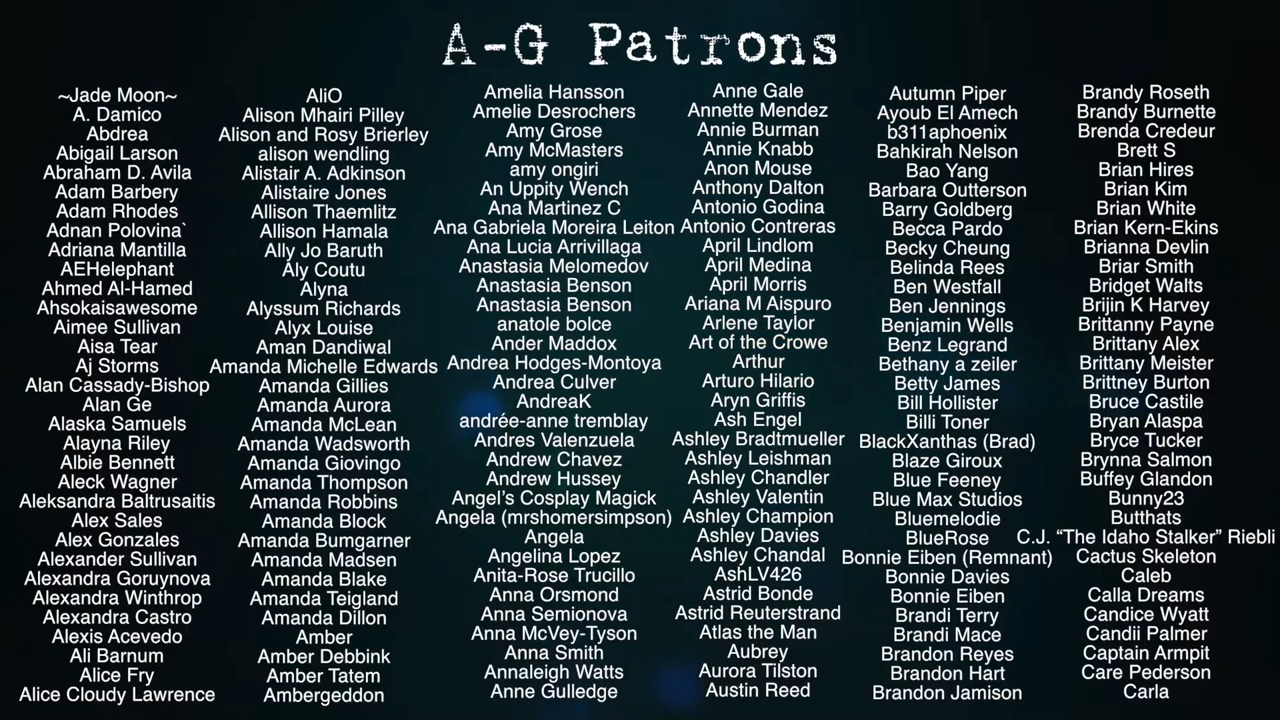 A-G Patrons
~Jade Moon~
A. Damico
Abdrea
Abigail Larson
Abraham D. Avila
Adam Barbery
Adam Rhodes
Adnan Polovina`
Adriana Mantilla
AEHelephant
Ahmed Al-Hamed
Ahsokaisawesome
Aimee Sullivan
Aisa Tear
Aj Storms
Alan Cassady-Bishop
Alan Ge
Alaska Samuels
Alayna Riley
Albie Bennett
Aleck Wagner
Aleksandra Baltrusaitis
Alex Sales
Alex Gonzales
Alexander Sullivan
Alexandra Goruynova
Alexandra Winthrop
Alexandra Castro
Alexis Acevedo
Ali Barnum
Alice Fry
Alice Cloudy Lawrence
AliO
Alison Mhairi Pilley
Alison and Rosy Brierley
alison wendling
Alistair A. Adkinson
Alistaire Jones
Allison Thaemlitz
Allison Hamala
Ally Jo Baruth
Aly Coutu
Alyna
Alyssum Richards
Alyx Louise
Aman Dandiwal
Amanda Michelle Edwards
Amanda Gillies
Amanda Aurora
Amanda McLean
Amanda Wadsworth
Amanda Giovingo
Amanda Thompson
Amanda Robbins
Amanda Block
Amanda Bumgarner
Amanda Madsen
Amanda Blake
Amanda Teigland
Amanda Dillon
Amber
Amber Debbink
Amber Tatem
Ambergeddon
Amelia Hansson
Amelie Desrochers
Amy Grose
Amy McMasters
amy ongiri
An Uppity Wench
Ana Martinez C
Ana Gabriela Moreira Leiton
Ana Lucia Arrivillaga
Anastasia Melomedov
Anastasia Benson
Anastasia Benson
anatole bolce
Ander Maddox
Andrea Hodges-Montoya
Andrea Culver
AndreaK
andrée-anne tremblay
Andres Valenzuela
Andrew Chavez
Andrew Hussey
Angel's Cosplay Magick
Angela (mrshomersimpson)
Angela
Angelina Lopez
Anita-Rose Trucillo
Anna Orsmond
Anna Semionova
Anna McVey-Tyson
Anna Smith
Annaleigh Watts
Anne Gulledge
Anne Gale
Annette Mendez
Annie Burman
Annie Knabb
Anon Mouse
Anthony Dalton
Antonio Godina
Antonio Contreras
April Lindlom
April Medina
April Morris
Ariana M Aispuro
Arlene Taylor
Art of the Crowe
Arthur
Arturo Hilario
Aryn Griffis
Ash Engel
Ashley Bradtmueller
Ashley Leishman
Ashley Chandler
Ashley Valentin
Ashley Champion
Ashley Davies
Ashley Chandal
AshLV426
Astrid Bonde
Astrid Reuterstrand
Atlas the Man
Aubrey
Aurora Tilston
Austin Reed
Autumn Piper
Ayoub El Amech
b311aphoenix
Bahkirah Nelson
Bao Yang
Barbara Outterson
Barry Goldberg
Becca Pardo
Becky Cheung
Belinda Rees
Ben Westfall
Ben Jennings
Benjamin Wells
Benz Legrand
Bethany a zeiler
Betty James
Bill Hollister
Billi Toner
BlackXanthas (Brad)
Blaze Giroux
Blue Feeney
Blue Max Studios
Bluemelodie
BlueRose
Bonnie Eiben (Remnant)
Bonnie Davies
Bonnie Eiben
Brandi Terry
Brandi Mace
Brandon Reyes
Brandon Hart
Brandon Jamison
Brandy Roseth
Brandy Burnette
Brenda Credeur
Brett S
Brian Hires
Brian Kim
Brian White
Brian Kern-Ekins
Brianna Devlin
Briar Smith
Bridget Walts
Brijin K Harvey
Brittanny Payne
Brittany Alex
Brittany Meister
Brittney Burton
Bruce Castile
Bryan Alaspa
Bryce Tucker
Brynna Salmon
Buffey Glandon
Bunny23
Butthats
C.J. “The Idaho Stalker” Riebli
Cactus Skeleton
Caleb
Calla Dreams
Candice Wyatt
Candii Palmer
Captain Armpit
Care Pederson
Carla